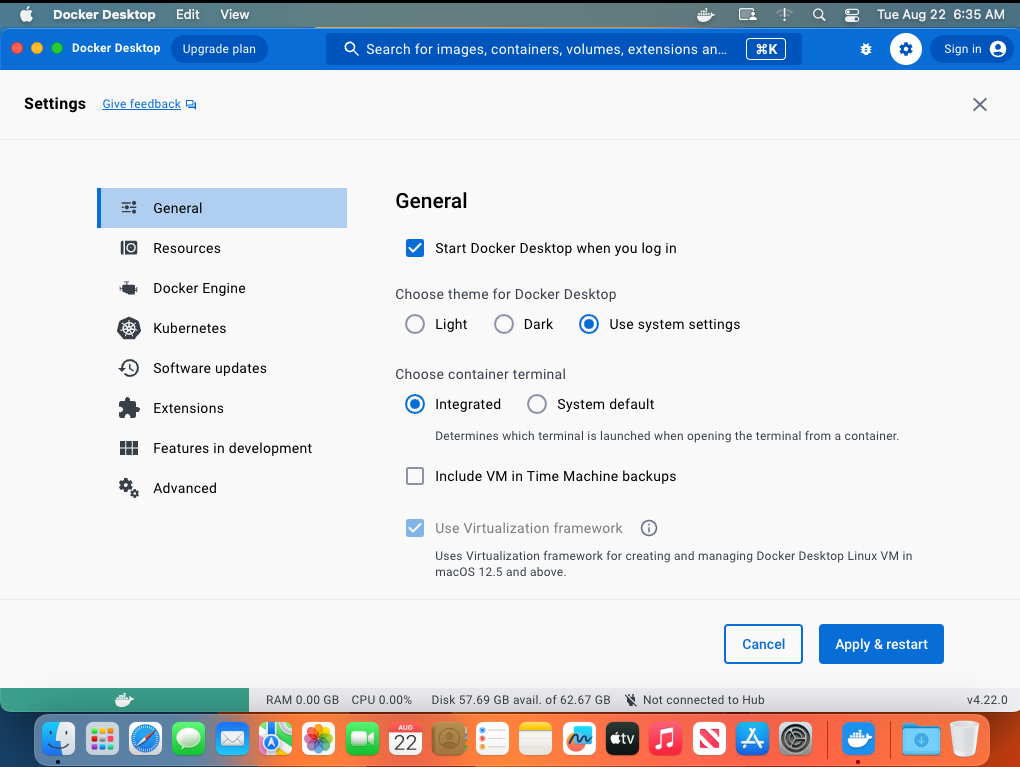 Docker Desktop Edit View Tue Aug 22 6:35 AM
Docker Desktop Upgrade plan Search for images, containers, volumes, extensions an... ⌘K Sign in
Settings Give feedback
General
Resources
Docker Engine
Kubernetes
Software updates
Extensions
Features in development
Advanced
General
Start Docker Desktop when you log in
Choose theme for Docker Desktop
Light Dark Use system settings
Choose container terminal
Integrated System default
Determines which terminal is launched when opening the terminal from a container.
Include VM in Time Machine backups
Use Virtualization framework
Uses Virtualization framework for creating and managing Docker Desktop Linux VM in
macOS 12.5 and above.
Cancel Apply & restart
RAM 0.00 GB CPU 0.00% Disk 57.69 GB avail. of 62.67 GB Not connected to Hub v4.22.0
AUG
22
tv